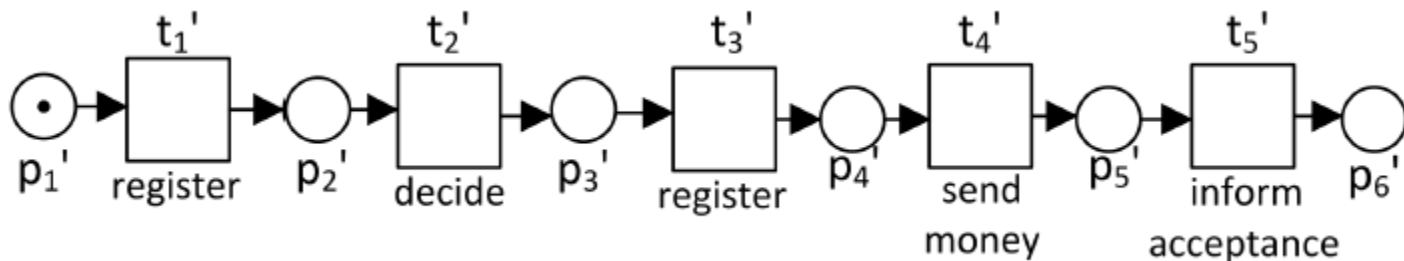 t₁' t₂' t₃' t₄' t₅'
p₁' register p₂' decide p₃' register p₄' send p₅' inform p₆'
money acceptance